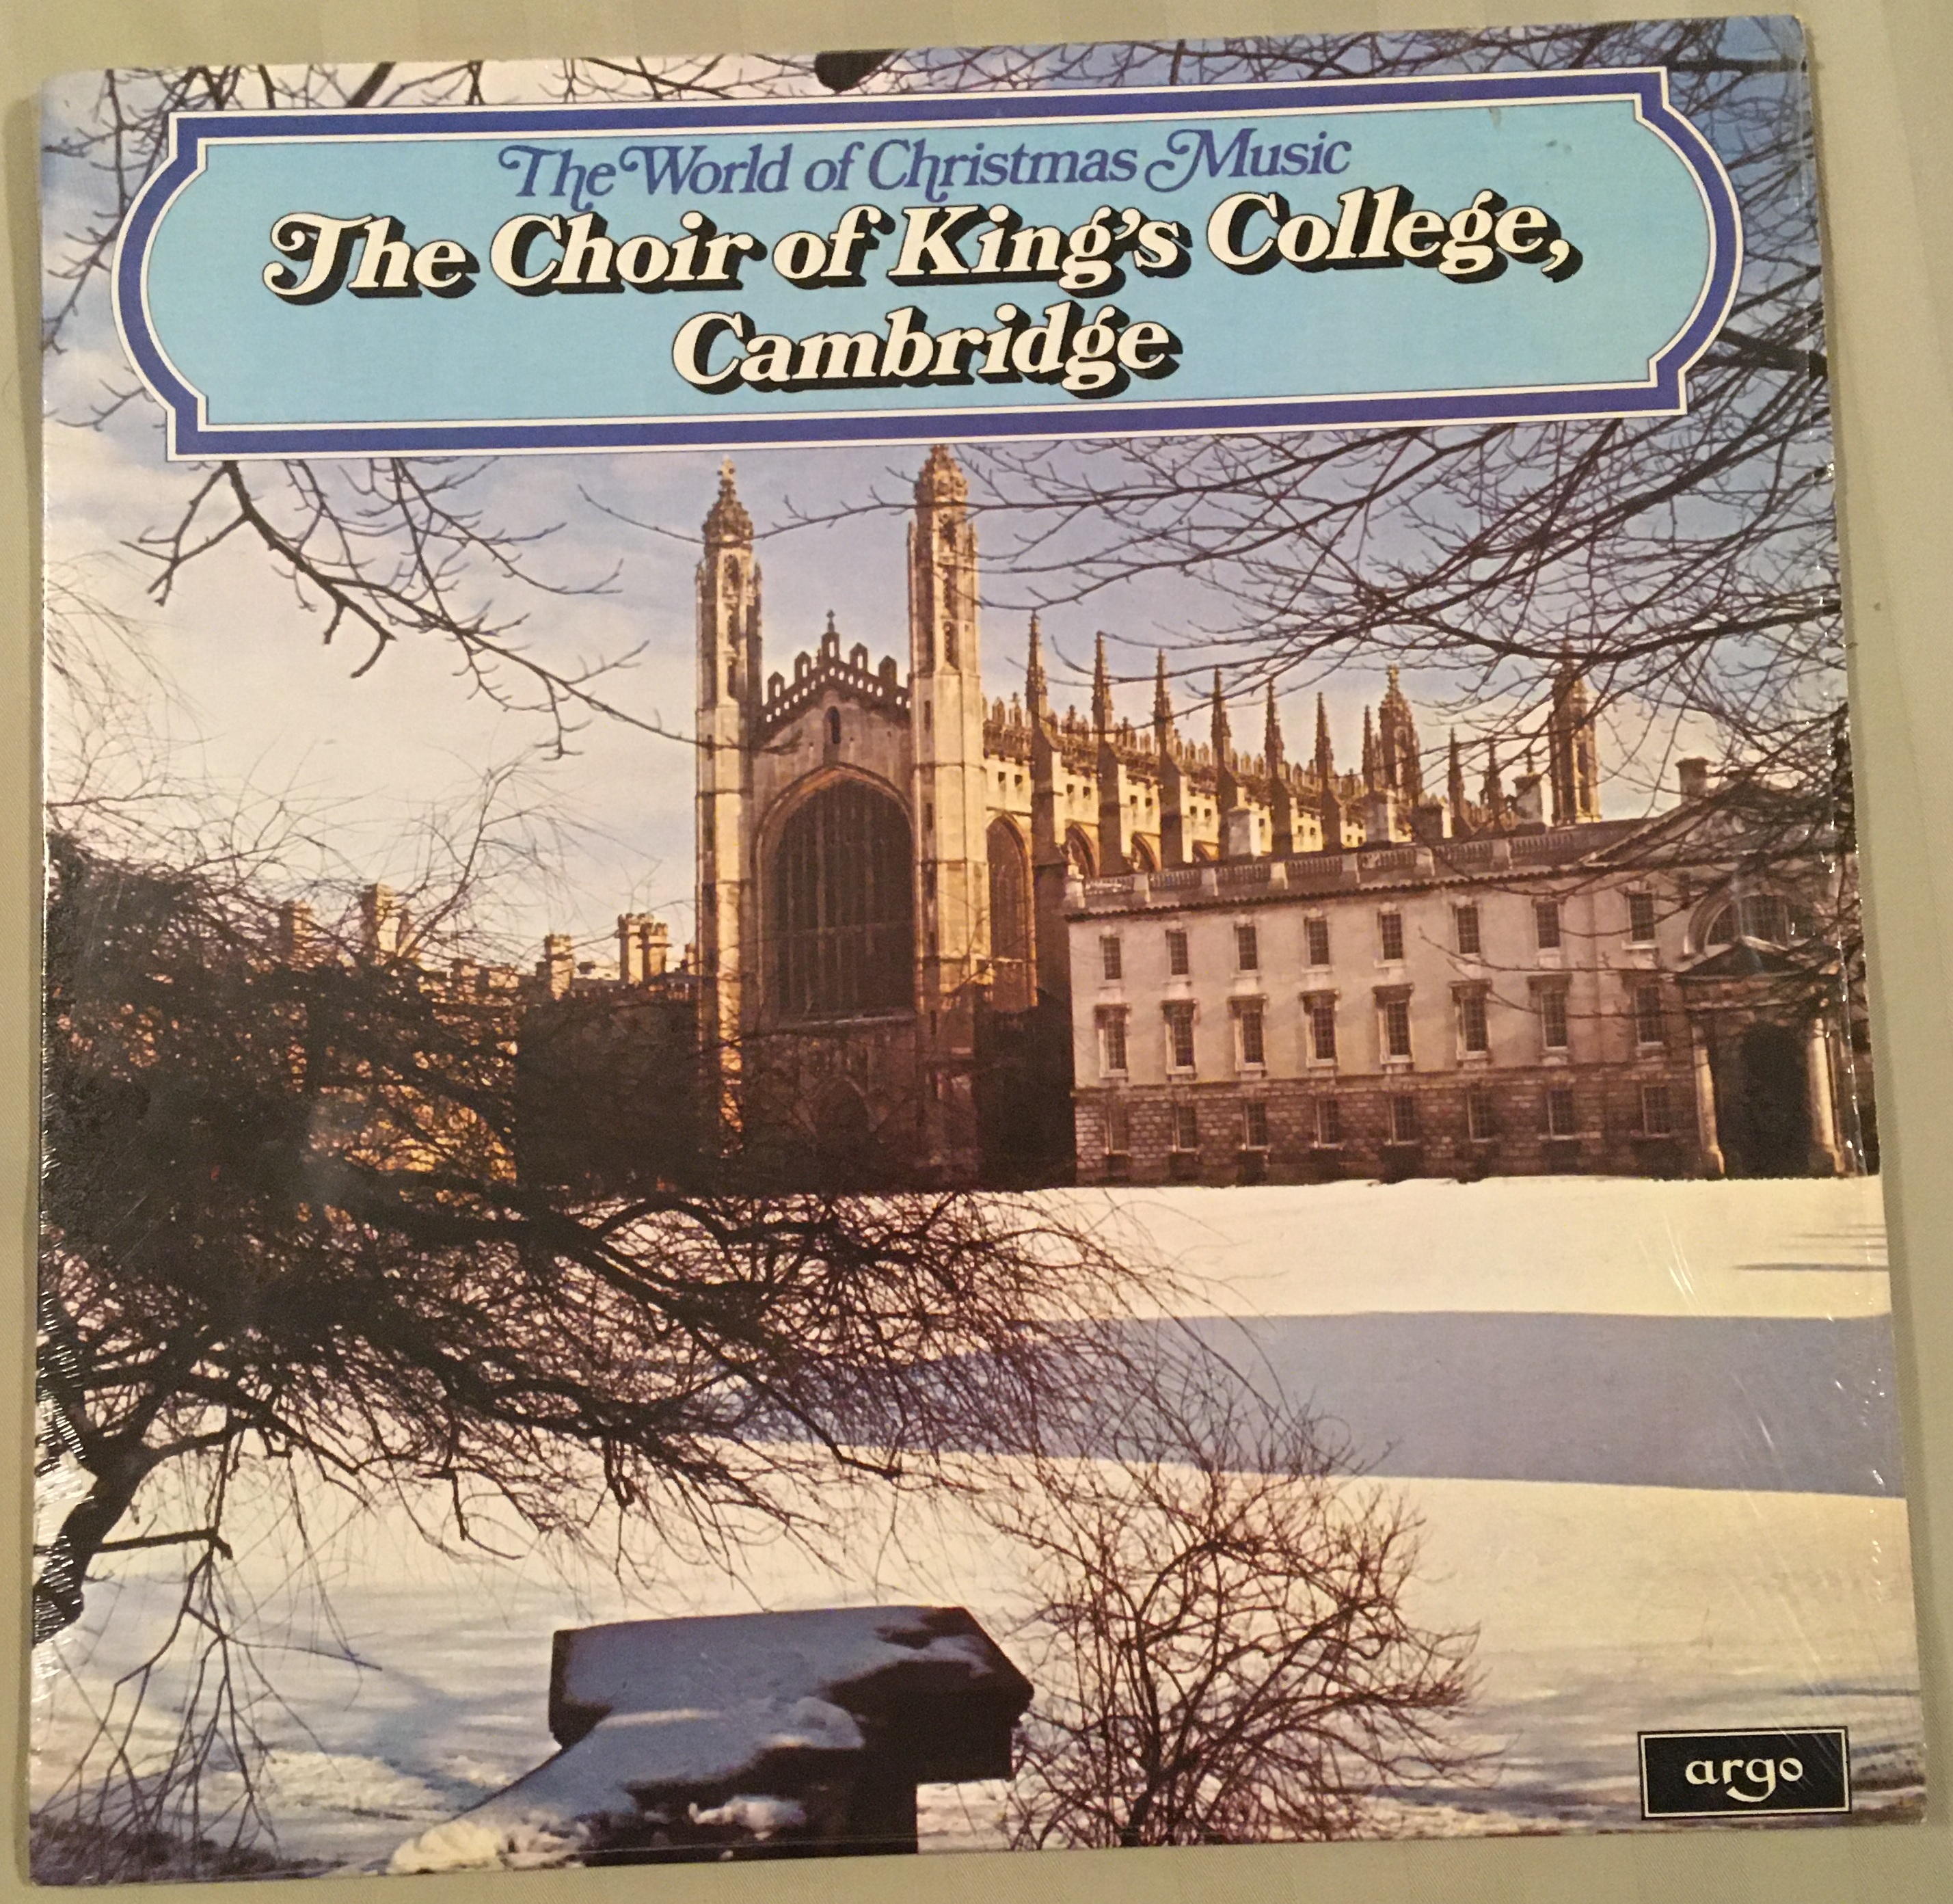 The World of Christmas Music
The Choir of King's College,
Cambridge
argo